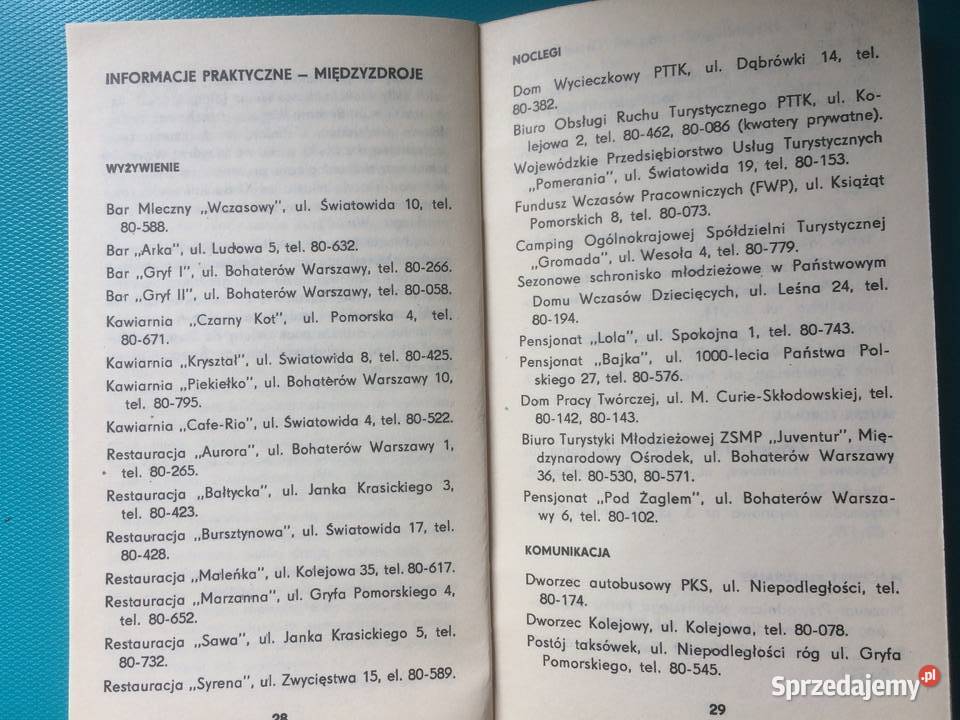 INFORMACJE PRAKTYCZNE – MIĘDZYZDROJE
WYŻYWIENIE
Bar Mleczny „Wczasowy", ul. Światowida 10, tel.
80-588.
Bar „Arka", ul. Ludowa 5, tel. 80-632.
Bar „Gryf I", ul. Bohaterów Warszawy, tel. 80-266.
Bar „Gryf II", ul. Bohaterów Warszawy, tel. 80-058.
Kawiarnia „Czarny Kot", ul. Pomorska 4, tel.
80-671.
Kawiarnia „Kryształ", ul. Światowida 8, tel. 80-425.
Kawiarnia „Piekiełko", ul. Bohaterów Warszawy 10,
tel. 80-795.
Kawiarnia „Cafe-Rio", ul. Światowida 4, tel. 80-522.
Restauracja „Aurora", ul. Bohaterów Warszawy 1,
tel. 80-265.
Restauracja „Bałtycka", ul. Janka Krasickiego 3,
tel. 80-423.
Restauracja „Bursztynowa", ul. Światowida 17, tel.
80-428.
Restauracja „Maleńka", ul. Kolejowa 35, tel. 80-617.
Restauracja „Marzanna", ul. Gryfa Pomorskiego 4,
tel. 80-652.
Restauracja „Sawa", ul. Janka Krasickiego 5, tel.
80-732.
Restauracja „Syrena", ul. Zwycięstwa 15, el. 80-589.
28
NOCLEGI
Dom Wycieczkowy PTTK, ul. Dąbrówki 14, tel.
80-382.
Biuro Obsługi Ruchu Turystycznego PTTK, ul. Ko-
lejowa 2, tel. 80-462, 80-086 (kwatery prywatne).
Wojewódzkie Przedsiębiorstwo Usług Turystycznych
„Pomerania", ul. Światowida 19, tel. 80-153.
Fundusz Wczasów Pracowniczych (FWP), ul. Książąt
Pomorskich 8, tel. 80-073.
Camping Ogólnokrajowej Spółdzielni Turystycznej
„Gromada", ul. Wesoła 4, tel. 80-779.
Sezonowe schronisko młodzieżowe w Państwowym
Domu Wczasów Dziecięcych, ul. Leśna 24, tel.
80-194.
Pensjonat „Lola", ul. Spokojna 1, tel. 80-743.
Pensjonat „Bajka", ul. 1000-lecia Państwa Pol-
skiego 27, tel. 80-576.
Dom Pracy Twórczej, ul. M. Curie-Skłodowskiej, tel.
80-142, 80-143.
Biuro Turystyki Młodzieżowej ZSMP „Juventur", Mię-
dzynarodowy Ośrodek, ul. Bohaterów Warszawy
36, tel. 80-530, 80-571.
Pensjonat „Pod Żaglem", ul. Bohaterów Warsza-
wy 6, tel. 80-102.
KOMUNIKACJA
Dworzec autobusowy PKS, ul. Niepodległości, tel.
80-174.
Dworzec Kolejowy, ul. Kolejowa, tel. 80-078.
Postój taksówek, ul. Niepodległości róg ul. Gryfa
Pomorskiego, tel. 80-545.
29
Sprzedajemy.pl